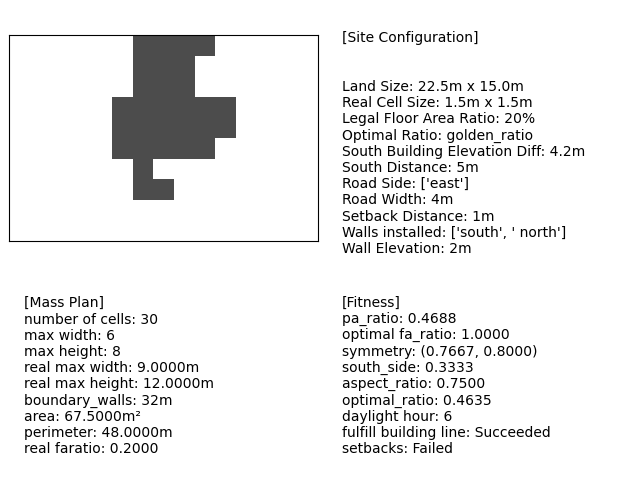 [Site Configuration]
Land Size: 22.5m x 15.0m
Real Cell Size: 1.5m x 1.5m
Legal Floor Area Ratio: 20%
Optimal Ratio: golden_ratio
South Building Elevation Diff: 4.2m
South Distance: 5m
Road Side: ['east']
Road Width: 4m
Setback Distance: 1m
Walls installed: ['south', ' north']
Wall Elevation: 2m
[Mass Plan]
number of cells: 30
max width: 6
max height: 8
real max width: 9.0000m
real max height: 12.0000m
boundary_walls: 32m
area: 67.5000m²
perimeter: 48.0000m
real faratio: 0.2000
[Fitness]
pa_ratio: 0.4688
optimal fa_ratio: 1.0000
symmetry: (0.7667, 0.8000)
south_side: 0.3333
aspect_ratio: 0.7500
optimal_ratio: 0.4635
daylight hour: 6
fulfill building line: Succeeded
setbacks: Failed